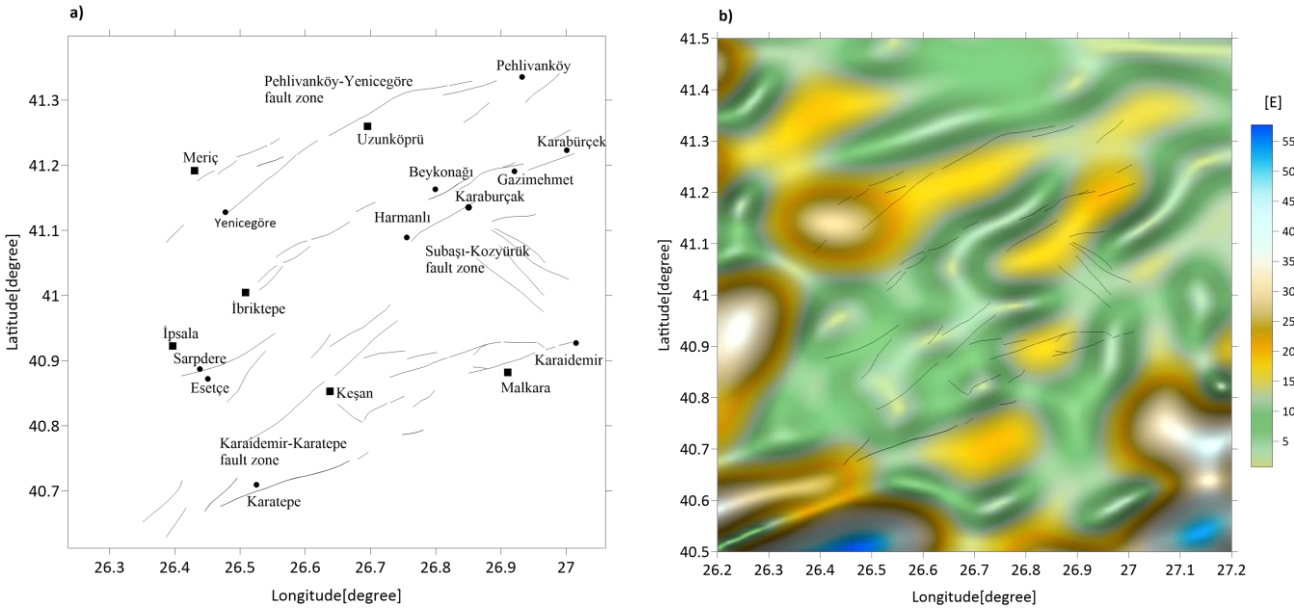 a)
Pehlivanköy-Yenicegöre
fault zone
Pehlivanköy
Uzunköprü
Meriç
Karabürçek
Beykonağı
Gazimehmet
Karaburçak
Yenicegöre
Harmanlı
Subaşı-Kozyürük
fault zone
İbriktepe
İpsala
Sarpdere
Esetçe
Karaidemir
Malkara
Keşan
Karaidemir-Karatepe
fault zone
Karatepe
41.3
41.2
41.1
41
40.9
40.8
40.7
Latitude[degree]
26.3 26.4 26.5 26.6 26.7 26.8 26.9 27
Longitude[degree]
b)
41.5
41.4
41.3
41.2
41.1
41
40.9
40.8
40.7
40.6
40.5
Latitude[degree]
26.2 26.3 26.4 26.5 26.6 26.7 26.8 26.9 27 27.1 27.2
Longitude[degree]
[E]
55
50
45
40
35
30
25
20
15
10
5